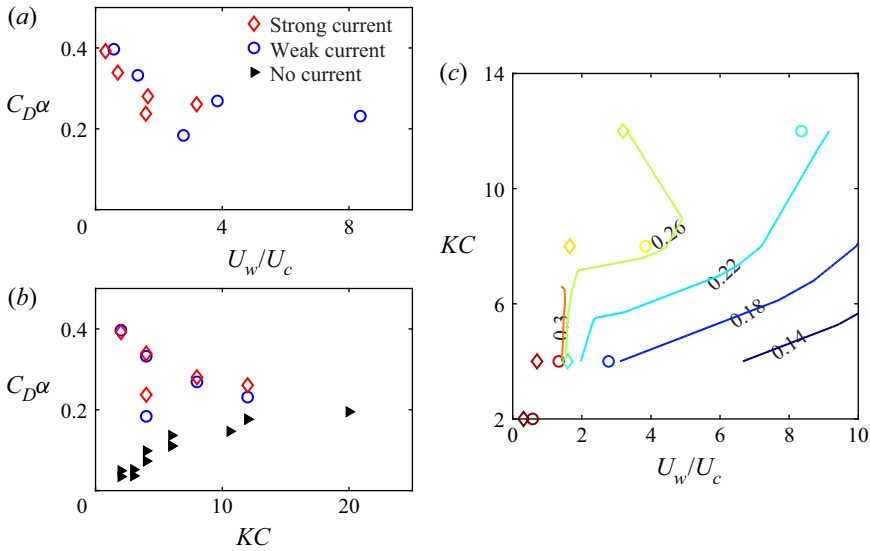 (a)
Strong current
Weak current
No current
0.4
C_Dα
0.2
0
4
8
U_w/U_c
(b)
0.4
C_Dα
0.2
0
10
20
KC
(c)
14
10
KC
6
2
0
2
4
6
8
10
U_w/U_c
0.26
0.22
0.3
0.18
0.14